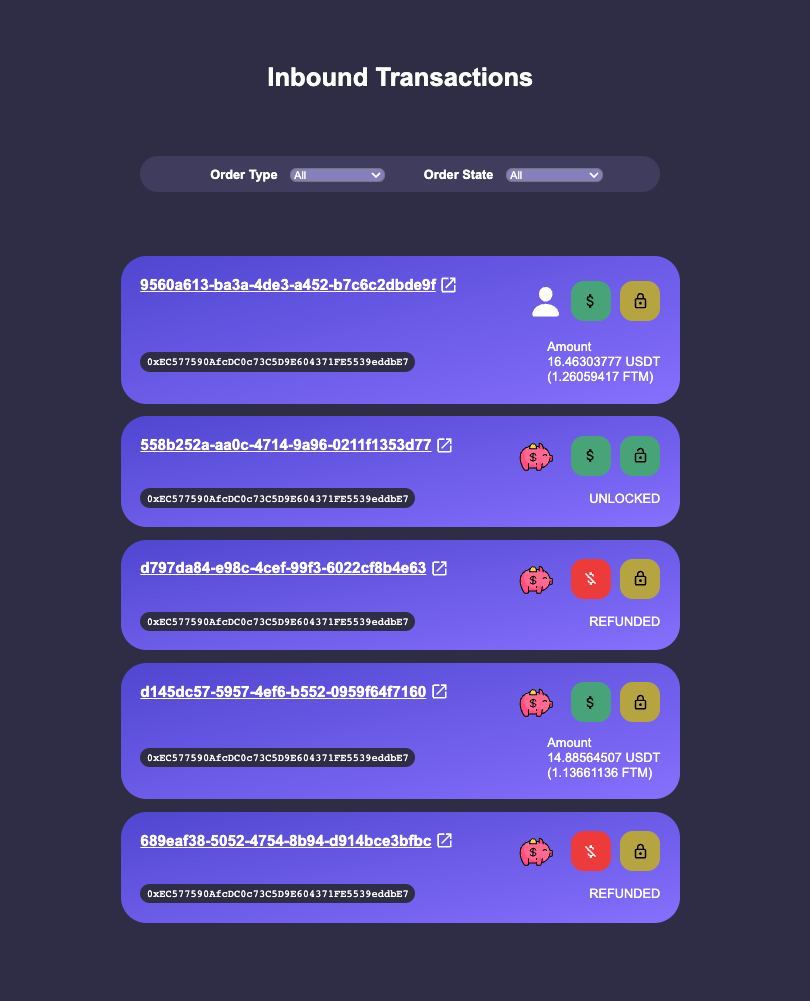 Inbound Transactions
Order Type All Order State All
9560a613-ba3a-4de3-a452-b7c6c2dbde9f
$
0xEC577590AfcDC0c73C5D9E604371FE5539eddbE7
Amount
16.46303777 USDT
(1.26059417 FTM)
558b252a-aa0c-4714-9a96-0211f1353d77
$ $
0xEC577590AfcDC0c73C5D9E604371FE5539eddbE7 UNLOCKED
d797da84-e98c-4cef-99f3-6022cf8b4e63
$ $
0xEC577590AfcDC0c73C5D9E604371FE5539eddbE7 REFUNDED
d145dc57-5957-4ef6-b552-0959f64f7160
$ $
0xEC577590AfcDC0c73C5D9E604371FE5539eddbE7
Amount
14.88564507 USDT
(1.13661136 FTM)
689eaf38-5052-4754-8b94-d914bce3bfbc
$ $
0xEC577590AfcDC0c73C5D9E604371FE5539eddbE7 REFUNDED